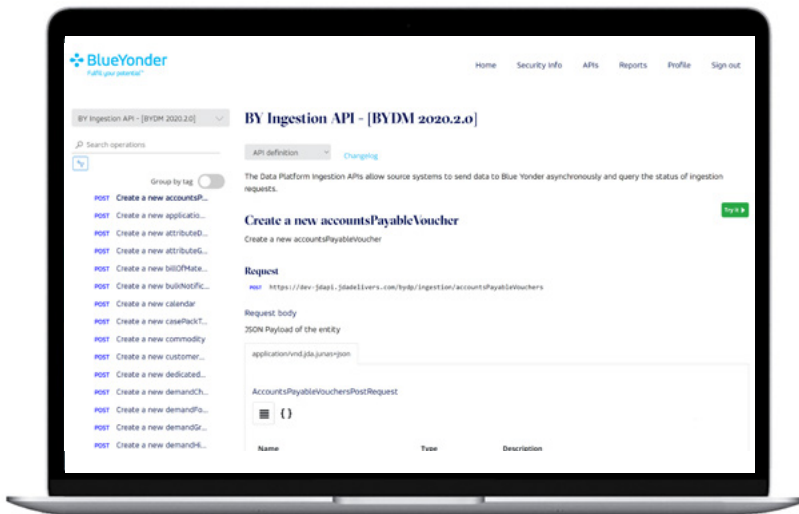 BlueYonder
Fulfill your potential™
Home Security Info APIs Reports Profile Sign out
BY Ingestion API - [BYDM 2020.2.0]
Search operations
Group by tag
POST Create a new accountsP...
POST Create a new applicatio...
POST Create a new attributeD...
POST Create a new attributeG...
POST Create a new billOfMate...
POST Create a new bulkNotific...
POST Create a new calendar
POST Create a new casePackT...
POST Create a new commodity
POST Create a new customer...
POST Create a new dedicated...
POST Create a new demandCh...
POST Create a new demandFo...
POST Create a new demandGr...
POST Create a new demandHi...
BY Ingestion API - [BYDM 2020.2.0]
API definition Changelog
The Data Platform Ingestion APIs allow source systems to send data to Blue Yonder asynchronously and query the status of ingestion
requests.
Try it
Create a new accountsPayableVoucher
Create a new accountsPayableVoucher
Request
POST https://dev-jdapi.jdadelivers.com/bydp/ingestion/accountsPayableVouchers
Request body
JSON Payload of the entity
application/vnd.jda.junas+json
AccountsPayableVouchersPostRequest
{ }
Name Type Description